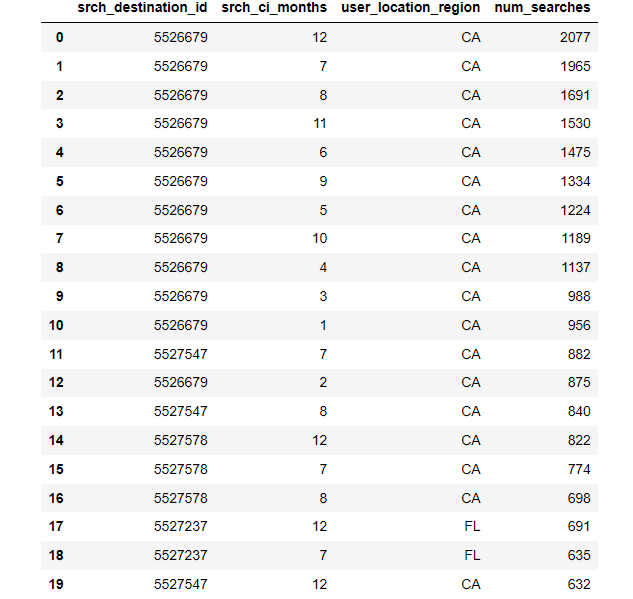 srch_destination_id srch_ci_months user_location_region num_searches
0 5526679 12 CA 2077
1 5526679 7 CA 1965
2 5526679 8 CA 1691
3 5526679 11 CA 1530
4 5526679 6 CA 1475
5 5526679 9 CA 1334
6 5526679 5 CA 1224
7 5526679 10 CA 1189
8 5526679 4 CA 1137
9 5526679 3 CA 988
10 5526679 1 CA 956
11 5527547 7 CA 882
12 5526679 2 CA 875
13 5527547 8 CA 840
14 5527578 12 CA 822
15 5527578 7 CA 774
16 5527578 8 CA 698
17 5527237 12 FL 691
18 5527237 7 FL 635
19 5527547 12 CA 632